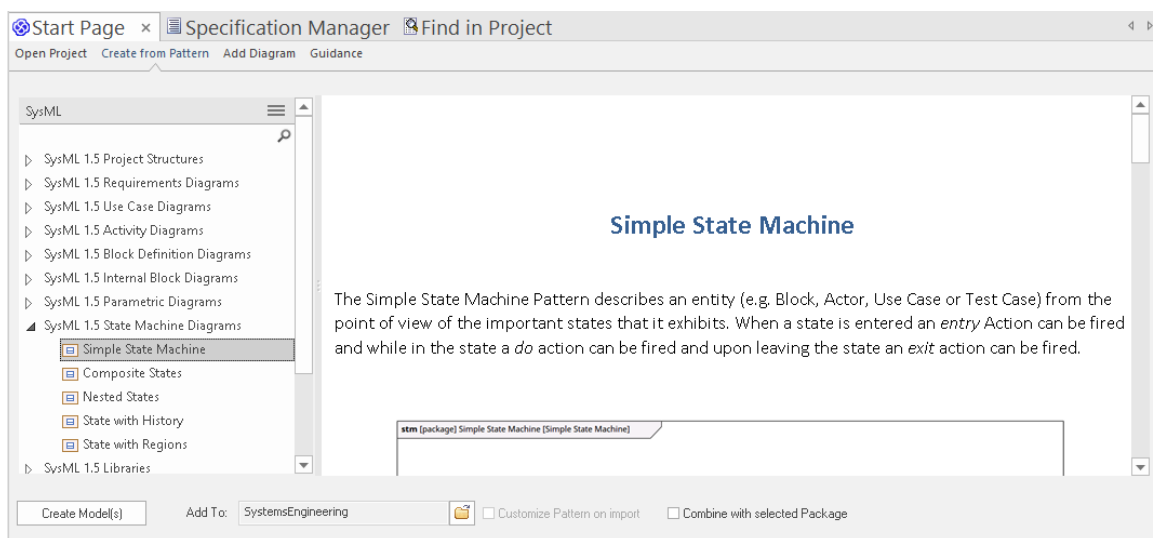 Start Page × Specification Manager Find in Project
Open Project Create from Pattern Add Diagram Guidance
SysML
SysML 1.5 Project Structures
SysML 1.5 Requirements Diagrams
SysML 1.5 Use Case Diagrams
SysML 1.5 Activity Diagrams
SysML 1.5 Block Definition Diagrams
SysML 1.5 Internal Block Diagrams
SysML 1.5 Parametric Diagrams
SysML 1.5 State Machine Diagrams
Simple State Machine
Composite States
Nested States
State with History
State with Regions
SysML 1.5 Libraries
Simple State Machine
The Simple State Machine Pattern describes an entity (e.g. Block, Actor, Use Case or Test Case) from the
point of view of the important states that it exhibits. When a state is entered an entry Action can be fired
and while in the state a do action can be fired and upon leaving the state an exit action can be fired.
stm [package] Simple State Machine [Simple State Machine]
Create Model(s) Add To: SystemsEngineering Customize Pattern on import Combine with selected Package